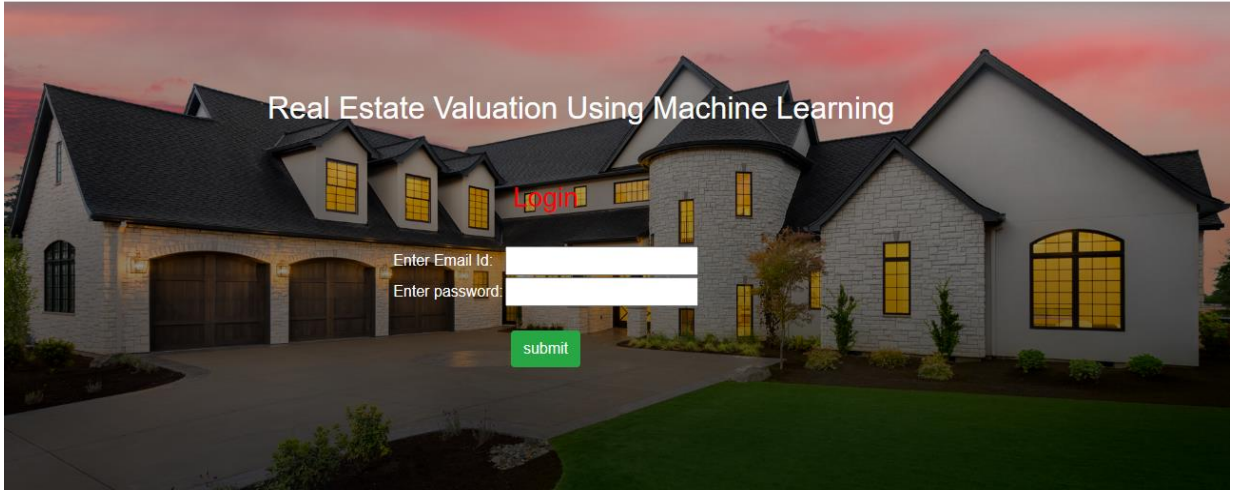 Real Estate Valuation Using Machine Learning
Login
Enter Email Id:
Enter password:
submit